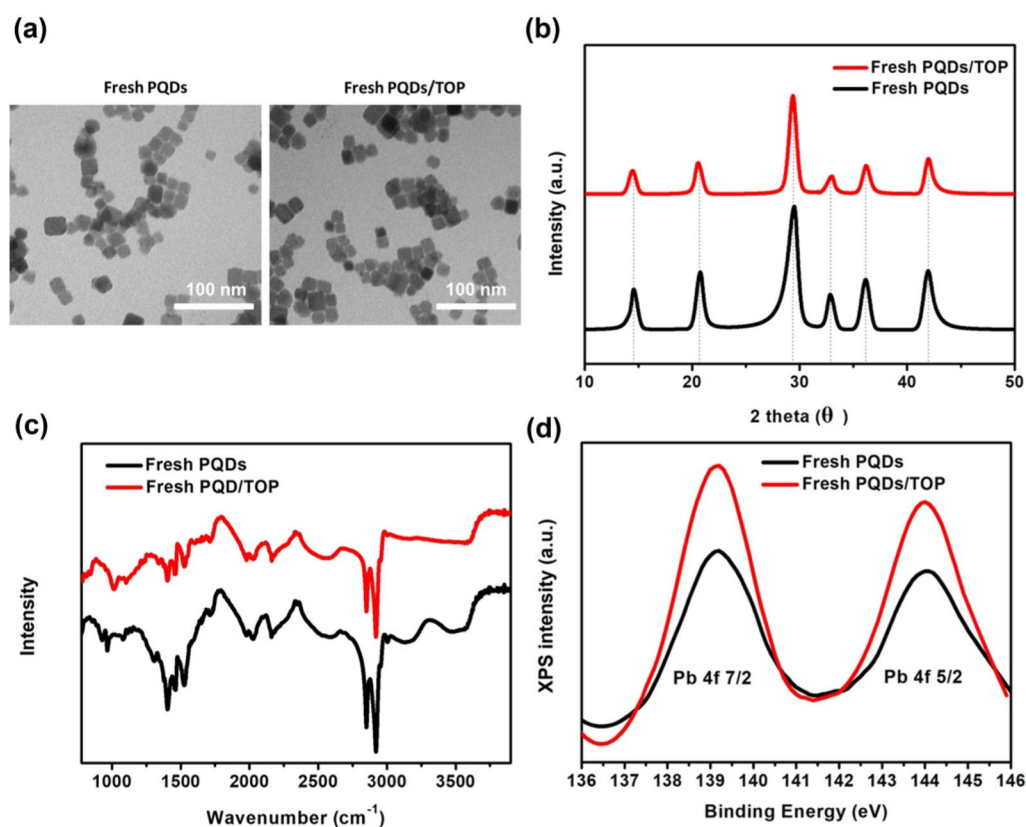 (a)
Fresh PQDs
Fresh PQDs/TOP
100 nm
100 nm
(b)
Fresh PQDs/TOP
Fresh PQDs
Intensity (a.u.)
10
20
30
40
50
2 theta (θ )
(c)
Fresh PQDs
Fresh PQD/TOP
Intensity
1000
1500
2000
2500
3000
3500
Wavenumber (cm⁻¹)
(d)
Fresh PQDs
Fresh PQDs/TOP
XPS intensity (a.u.)
Pb 4f 7/2
Pb 4f 5/2
136
137
138
139
140
141
142
143
144
145
146
Binding Energy (eV)